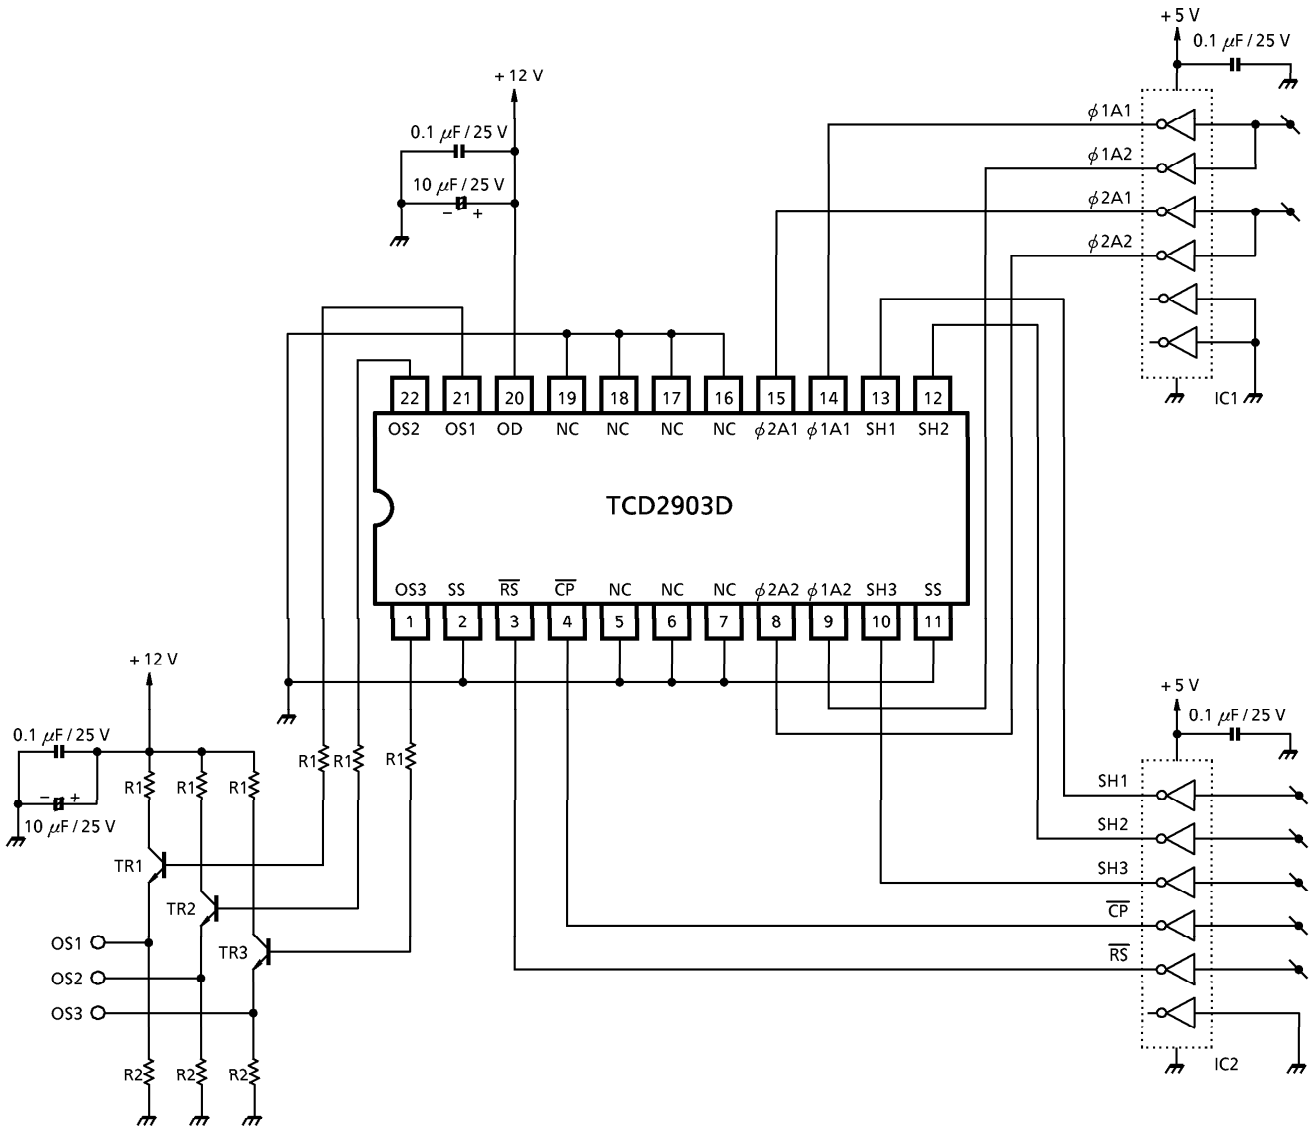 +5 V
0.1 μF/25 V
+12 V
0.1 μF/25 V
10 μF/25 V
− +
ϕ1A1
ϕ1A2
ϕ2A1
ϕ2A2
IC1
22 21 20 19 18 17 16 15 14 13 12
OS2 OS1 OD NC NC NC NC ϕ2A1 ϕ1A1 SH1 SH2
TCD2903D
OS3 SS R̅S̅ C̅P̅ NC NC NC ϕ2A2 ϕ1A2 SH3 SS
1 2 3 4 5 6 7 8 9 10 11
+12 V
0.1 μF/25 V
− +
10 μF/25 V
R1 R1 R1
R1 R1 R1
TR1
TR2
TR3
OS1
OS2
OS3
R2 R2 R2
+5 V
0.1 μF/25 V
SH1
SH2
SH3
C̅P̅
R̅S̅
IC2